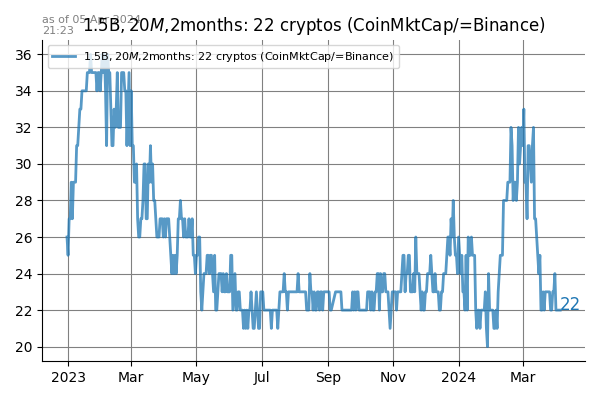 as of 05 Apr 2024
21:23
1.5B, 20M,2months: 22 cryptos (CoinMktCap/=Binance)
1.5B, 20M,2months: 22 cryptos (CoinMktCap/=Binance)
36
34
32
30
28
26
24
22
20
22
2023
Mar
May
Jul
Sep
Nov
2024
Mar